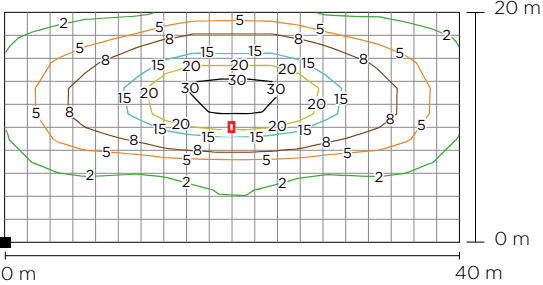 20 m
2 5 5 2
5 8 8 5
15 15 15 15
20 20 20 20
30 30 30
15 20 20 15
5 8 20 20 8 5
15 15 15 15
8 8 8
5 5 5 5
2 2 2 2
0 m
0 m 40 m